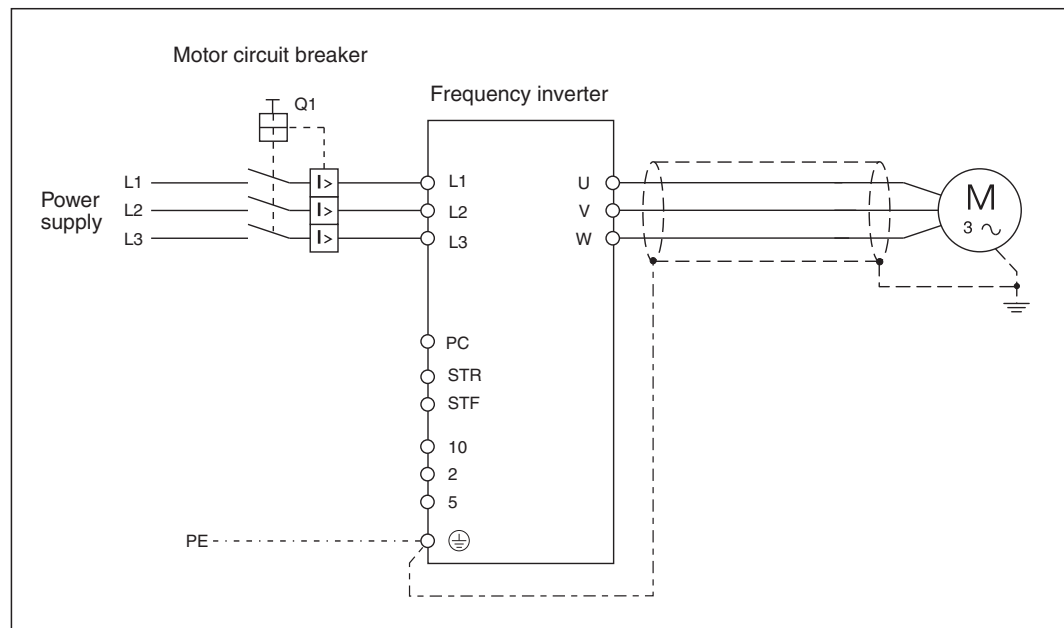 Motor circuit breaker
Q1
Frequency inverter
Power
supply
L1
L2
L3
I>
I>
I>
L1
L2
L3
U
V
W
M
3 ~
PC
STR
STF
10
2
5
PE